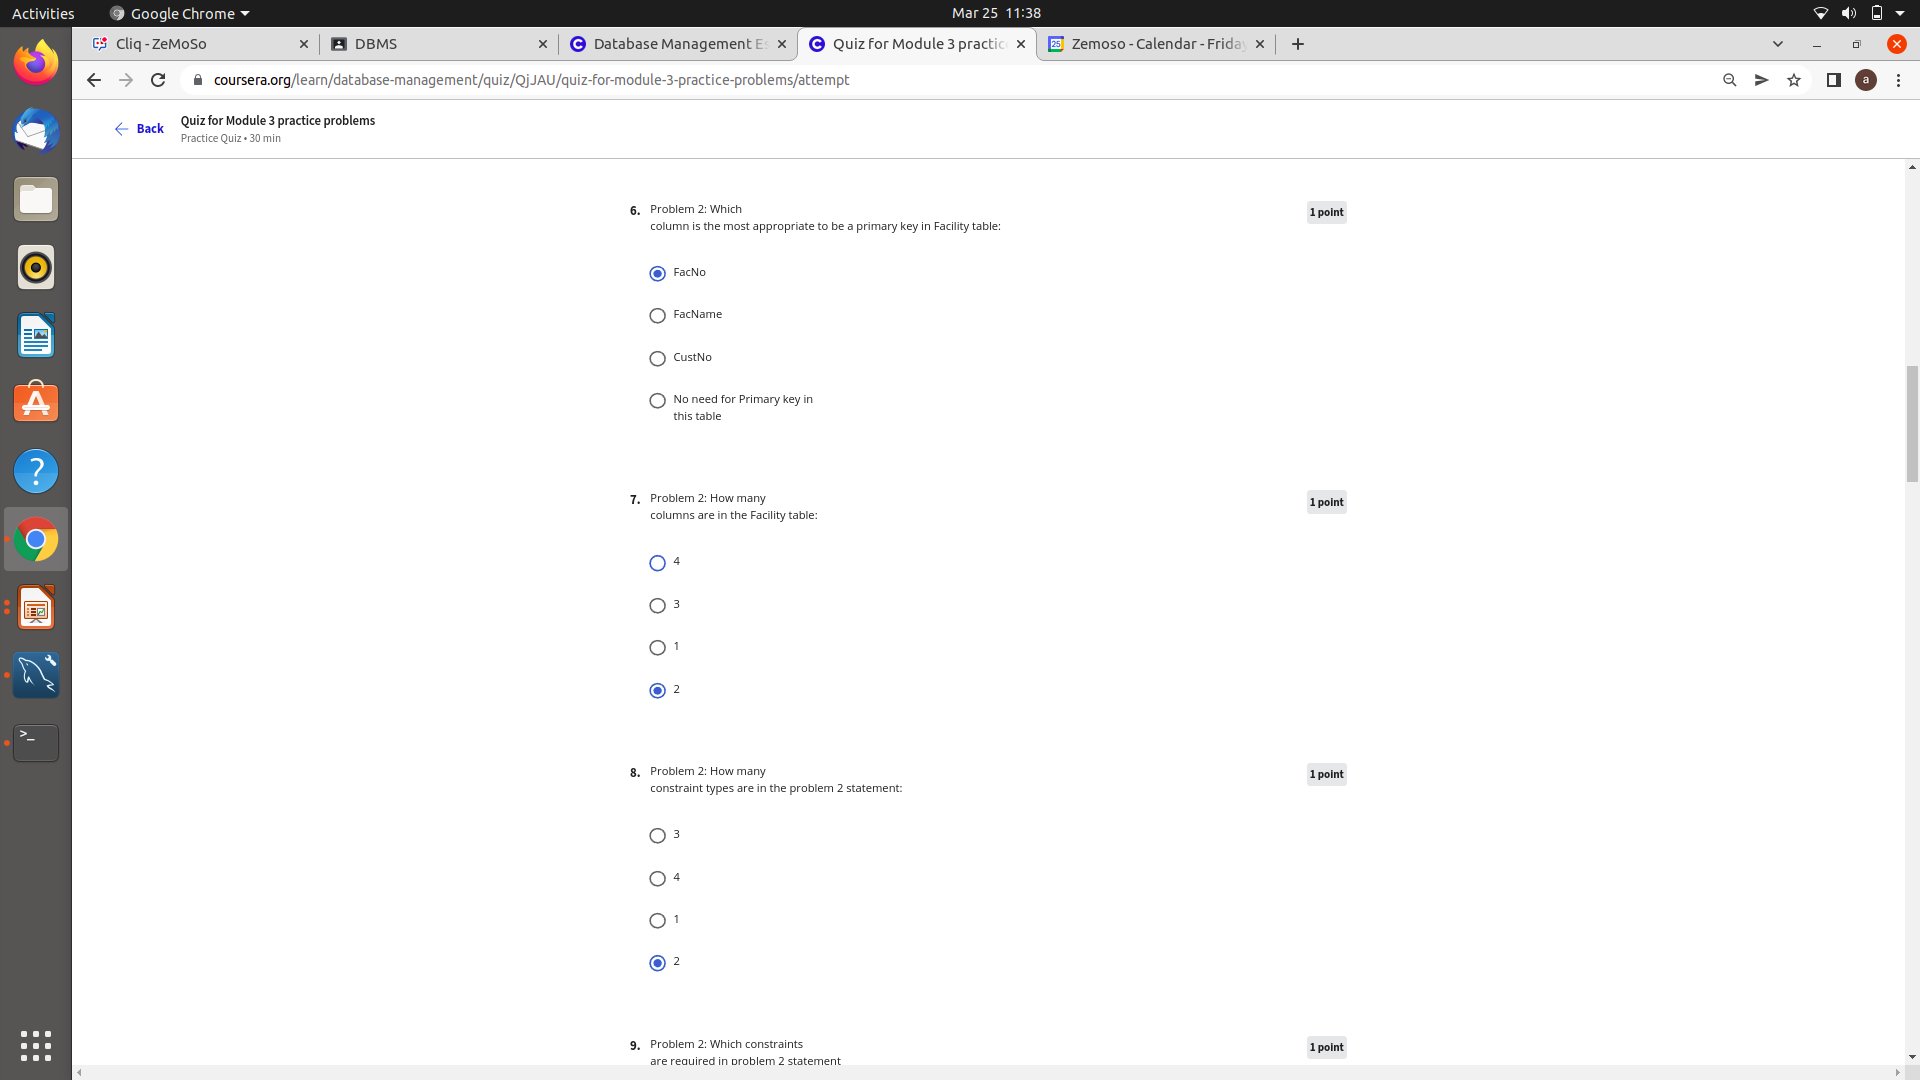 Activities
Google Chrome
Mar 25 11:38
Cliq - ZeMoSo
DBMS
Database Management Es
Quiz for Module 3 practic
25
Zemoso - Calendar - Friday
coursera.org/learn/database-management/quiz/QjJAU/quiz-for-module-3-practice-problems/attempt
a
Back
Quiz for Module 3 practice problems
Practice Quiz • 30 min
6. Problem 2: Which
column is the most appropriate to be a primary key in Facility table:
1 point
FacNo
FacName
CustNo
No need for Primary key in
this table
7. Problem 2: How many
columns are in the Facility table:
1 point
4
3
1
2
8. Problem 2: How many
constraint types are in the problem 2 statement:
1 point
3
4
1
2
9. Problem 2: Which constraints
are required in problem 2 statement
1 point